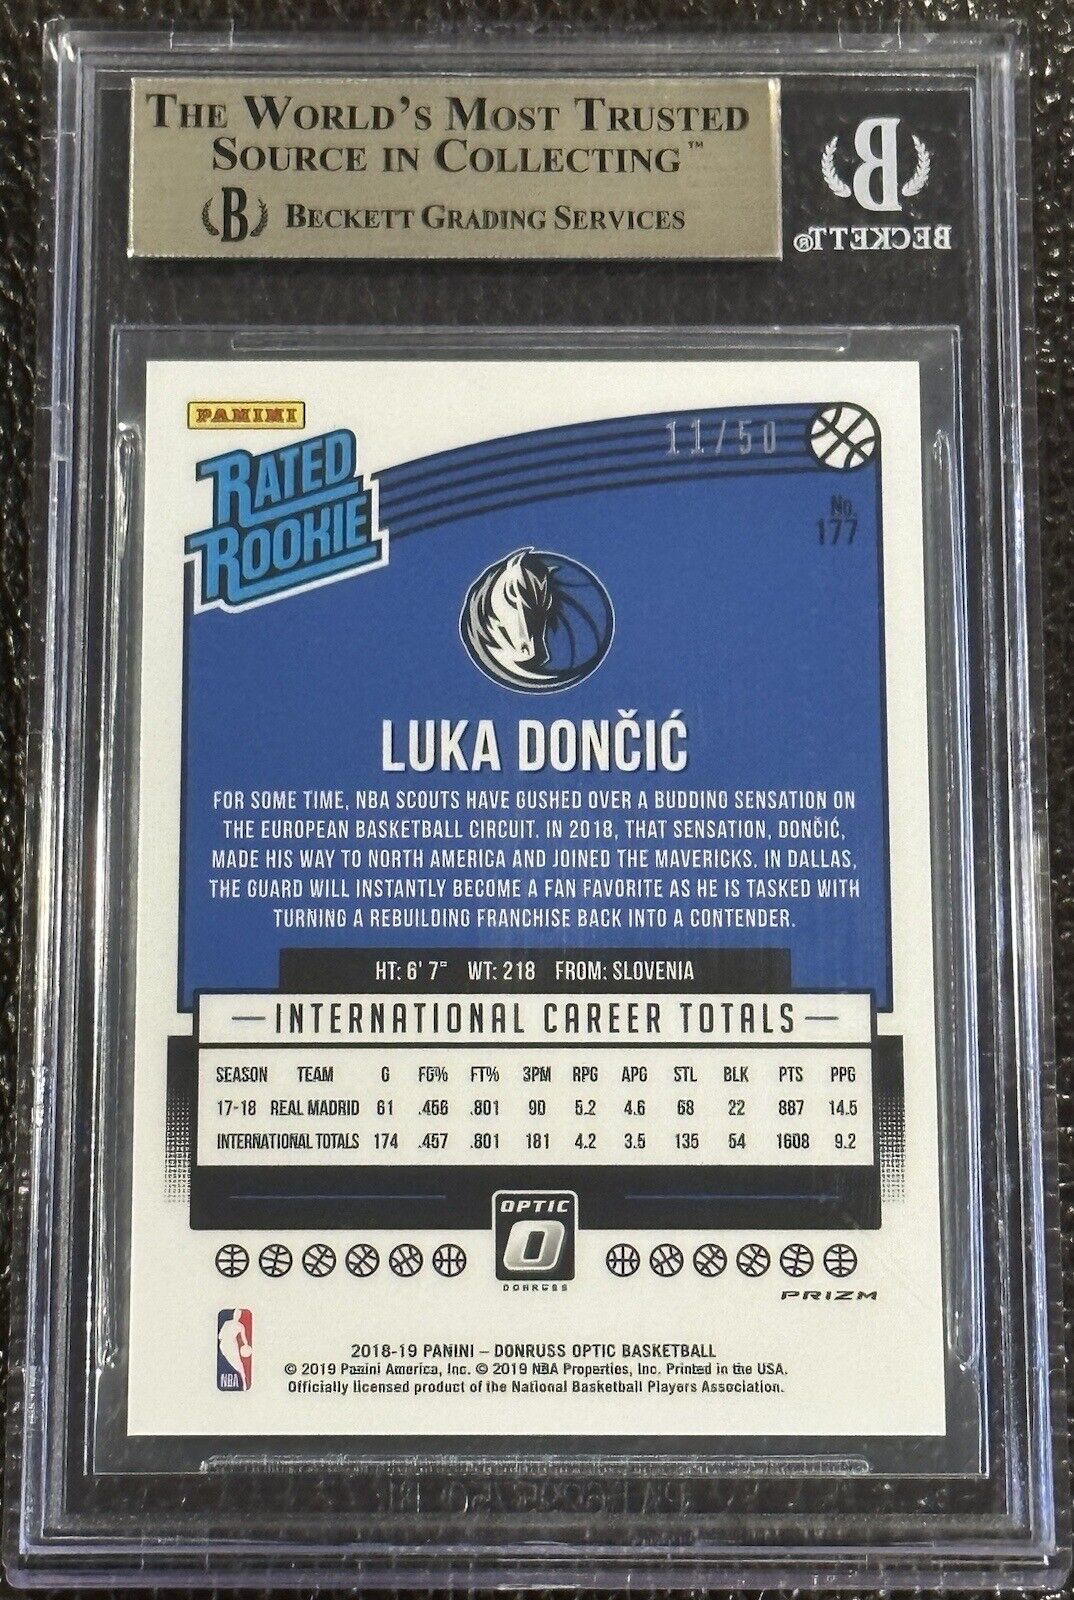 THE WORLD'S MOST TRUSTED
SOURCE IN COLLECTING™
B BECKETT GRADING SERVICES
B
BECKETT®
PANINI
RATED
ROOKIE
11/50
No.
177
LUKA DONČIĆ
FOR SOME TIME, NBA SCOUTS HAVE GUSHED OVER A BUDDING SENSATION ON
THE EUROPEAN BASKETBALL CIRCUIT. IN 2018, THAT SENSATION, DONČIĆ,
MADE HIS WAY TO NORTH AMERICA AND JOINED THE MAVERICKS. IN DALLAS,
THE GUARD WILL INSTANTLY BECOME A FAN FAVORITE AS HE IS TASKED WITH
TURNING A REBUILDING FRANCHISE BACK INTO A CONTENDER.
HT: 6' 7" WT: 218 FROM: SLOVENIA
INTERNATIONAL CAREER TOTALS
SEASON TEAM G FG% FT% 3PM RPG APG STL BLK PTS PPG
17-18 REAL MADRID 61 .456 .801 90 5.2 4.6 68 22 887 14.5
INTERNATIONAL TOTALS 174 .457 .801 181 4.2 3.5 135 54 1608 9.2
OPTIC
O
DONRUSS
PRIZM
NBA
2018-19 PANINI – DONRUSS OPTIC BASKETBALL
© 2019 Panini America, Inc. © 2019 NBA Properties, Inc. Printed in the USA.
Officially licensed product of the National Basketball Players Association.